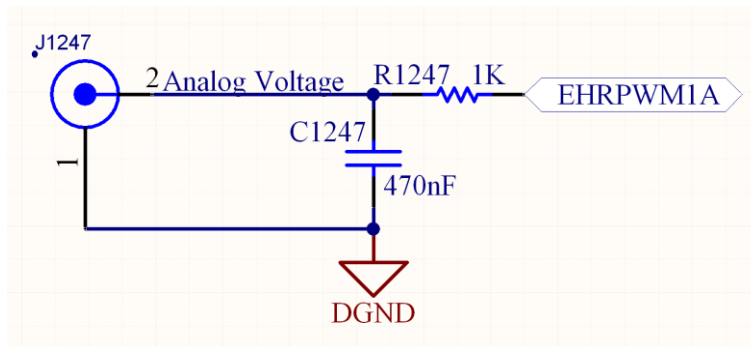 J1247
2 Analog Voltage
R1247 1K
EHRPWM1A
C1247
1
470nF
DGND